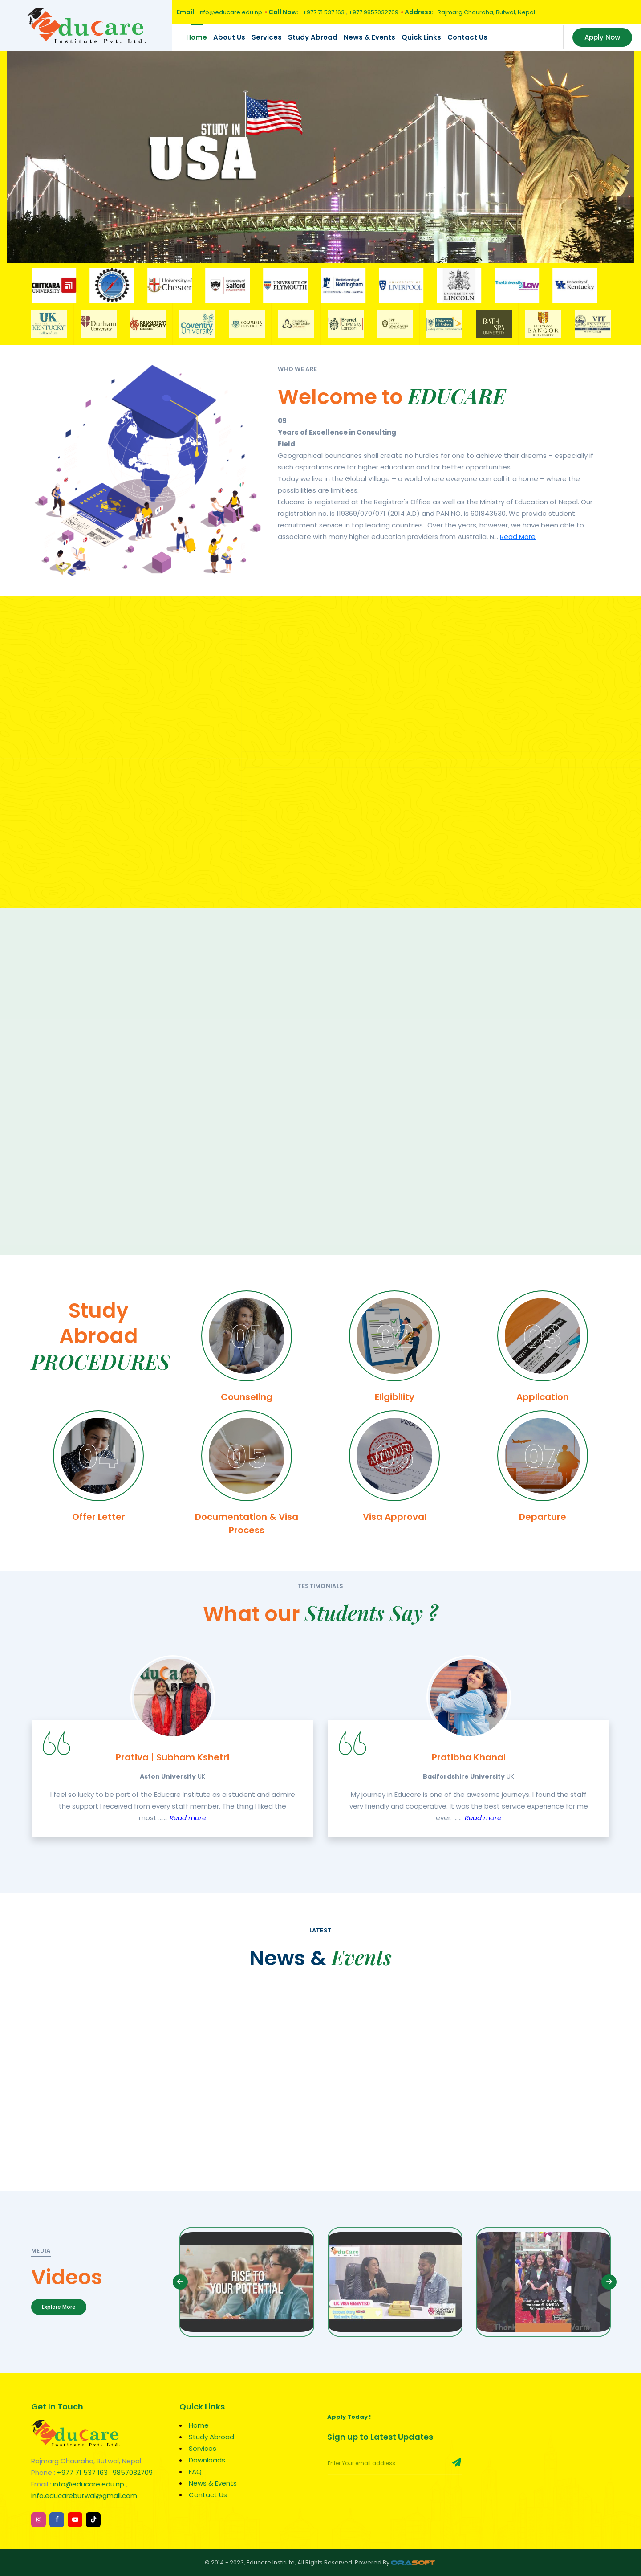 EduCare
Institute Pvt. Ltd.
Email: info@educare.edu.np • Call Now: +977 71 537 163 , +977 9857032709 • Address: Rajmarg Chauraha, Butwal, Nepal
Home About Us Services Study Abroad News & Events Quick Links Contact Us
Apply Now
STUDY IN
USA
CHITKARA UNIVERSITY
University of Chester
University of Salford MANCHESTER
UNIVERSITY OF PLYMOUTH
The University of Nottingham
UNIVERSITY OF LIVERPOOL
UNIVERSITY OF LINCOLN
The University of Law
University of Kentucky
UK KENTUCKY
Durham University
DE MONTFORT UNIVERSITY
Coventry University
COLUMBIA UNIVERSITY
Brunel University London
BATH SPA UNIVERSITY
BANGOR UNIVERSITY
VIT
WHO WE ARE
Welcome to EDUCARE
09
Years of Excellence in Consulting
Field
Geographical boundaries shall create no hurdles for one to achieve their dreams – especially if
such aspirations are for higher education and for better opportunities.
Today we live in the Global Village – a world where everyone can call it a home – where the
possibilities are limitless.
Educare is registered at the Registrar's Office as well as the Ministry of Education of Nepal. Our
registration no. is 119369/070/071 (2014 A.D) and PAN NO. is 601843530. We provide student
recruitment service in top leading countries.. Over the years, however, we have been able to
associate with many higher education providers from Australia, N... Read More
PASSPORT
Study
Abroad
PROCEDURES
01
Counseling
02
Eligibility
03
Application
04
Offer Letter
05
Documentation & Visa
Process
APPROVED
06
Visa Approval
07
Departure
TESTIMONIALS
What our Students Say ?
Prativa | Subham Kshetri
Aston University UK
I feel so lucky to be part of the Educare Institute as a student and admire
the support I received from every staff member. The thing I liked the
most ....... Read more
Pratibha Khanal
Badfordshire University UK
My journey in Educare is one of the awesome journeys. I found the staff
very friendly and cooperative. It was the best service experience for me
ever. ....... Read more
LATEST
News & Events
MEDIA
Videos
Explore More
RISE TO
YOUR POTENTIAL
EduCare
UK VISA GRANTED
Get In Touch
EduCare
Institute Pvt. Ltd.
Rajmarg Chauraha, Butwal, Nepal
Phone : +977 71 537 163 , 9857032709
Email : info@educare.edu.np ,
info.educarebutwal@gmail.com
Quick Links
Home
Study Abroad
Services
Downloads
FAQ
News & Events
Contact Us
Apply Today !
Sign up to Latest Updates
Enter Your email address...
© 2014 - 2023, Educare Institute, All Rights Reserved. Powered By ORASOFT